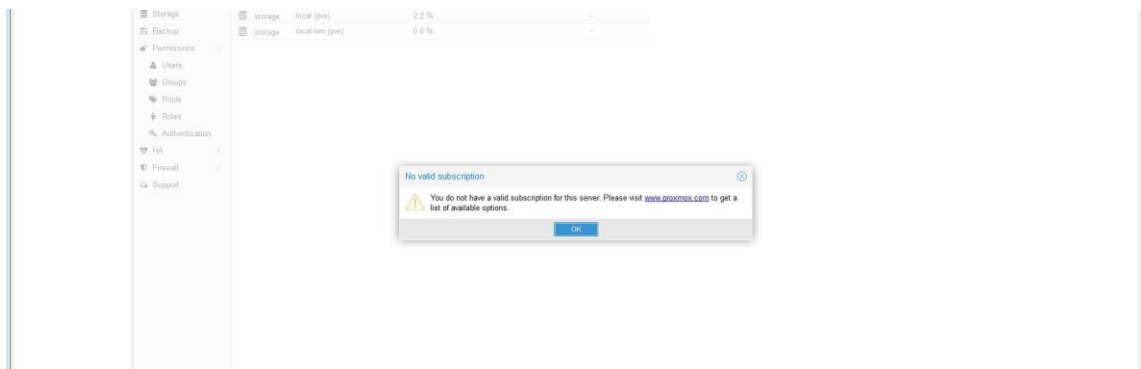 Storage
Backup
Permissions
Users
Groups
Pools
Roles
Authentication
HA
Firewall
Support
storage local (pve) 2.2 % -
storage local-lvm (pve) 0.0 % -
No valid subscription
You do not have a valid subscription for this server. Please visit www.proxmox.com to get a
list of available options.
OK